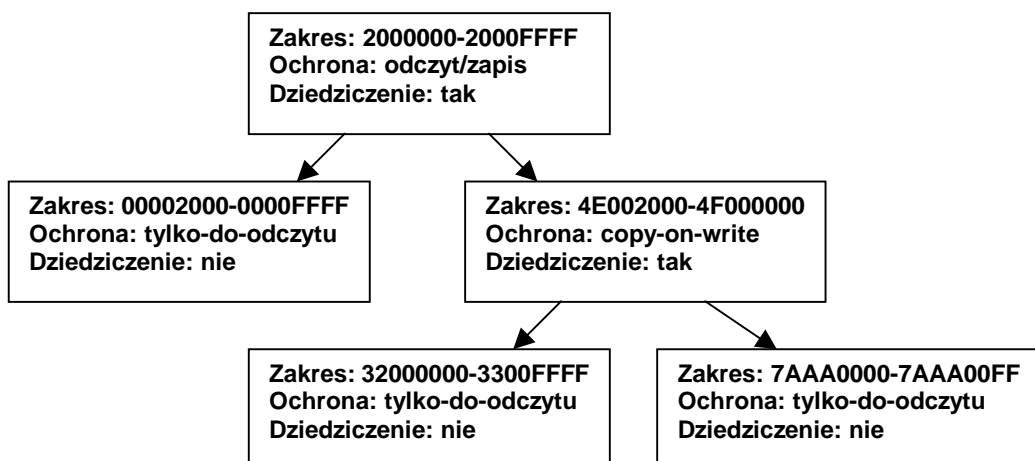 Zakres: 2000000-2000FFFF
Ochrona: odczyt/zapis
Dziedziczenie: tak
Zakres: 00002000-0000FFFF
Ochrona: tylko-do-odczytu
Dziedziczenie: nie
Zakres: 4E002000-4F000000
Ochrona: copy-on-write
Dziedziczenie: tak
Zakres: 32000000-3300FFFF
Ochrona: tylko-do-odczytu
Dziedziczenie: nie
Zakres: 7AAA0000-7AAA00FF
Ochrona: tylko-do-odczytu
Dziedziczenie: nie